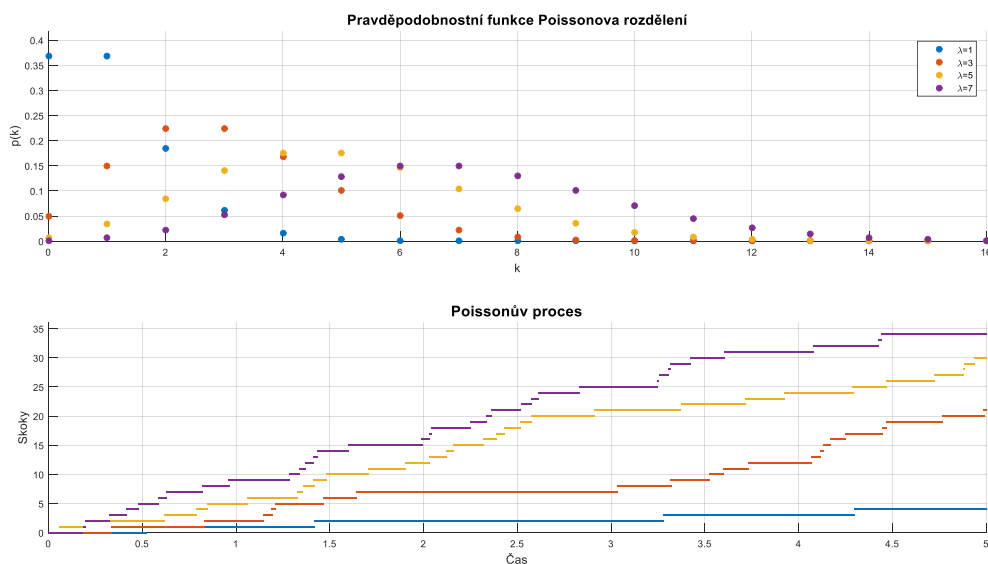 Pravděpodobnostní funkce Poissonova rozdělení
0.4
0.35
0.3
0.25
0.2
0.15
0.1
0.05
0
p(k)
λ=1
λ=3
λ=5
λ=7
0 2 4 6 8 10 12 14 16
k
Poissonův proces
35
30
25
20
15
10
5
0
Skoky
0 0.5 1 1.5 2 2.5 3 3.5 4 4.5 5
Čas